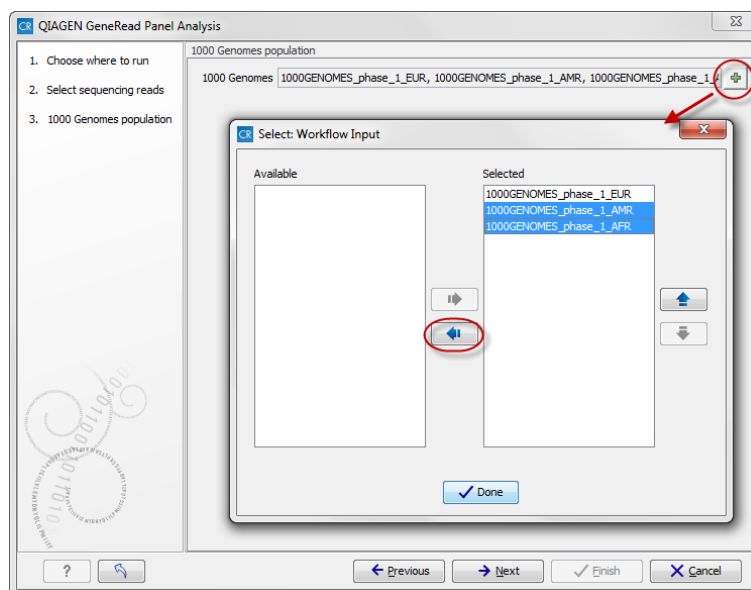 CR QIAGEN GeneRead Panel Analysis
1. Choose where to run
2. Select sequencing reads
3. 1000 Genomes population
1000 Genomes population
1000 Genomes 1000GENOMES_phase_1_EUR, 1000GENOMES_phase_1_AMR, 1000GENOMES_phase_1_A
CR Select: Workflow Input
Available
Selected
1000GENOMES_phase_1_EUR
1000GENOMES_phase_1_AMR
1000GENOMES_phase_1_AFR
Done
? Previous Next Finish Cancel